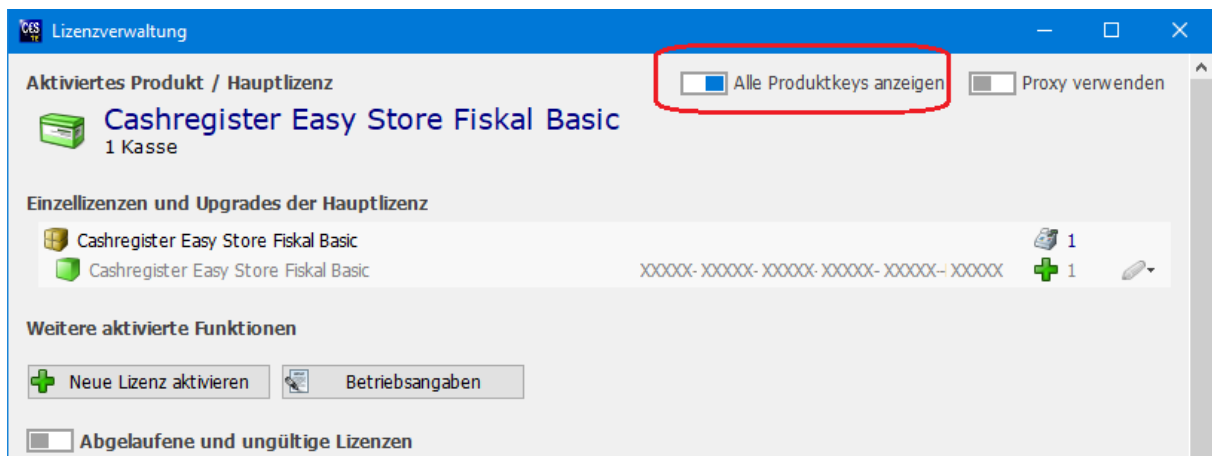 CES
TE
Lizenzverwaltung
Aktiviertes Produkt / Hauptlizenz
Alle Produktkeys anzeigen
Proxy verwenden
Cashregister Easy Store Fiskal Basic
1 Kasse
Einzellizenzen und Upgrades der Hauptlizenz
Cashregister Easy Store Fiskal Basic 1
Cashregister Easy Store Fiskal Basic XXXXX-XXXXX-XXXXX-XXXXX-XXXXX--XXXXX 1
Weitere aktivierte Funktionen
Neue Lizenz aktivieren
Betriebsangaben
Abgelaufene und ungültige Lizenzen